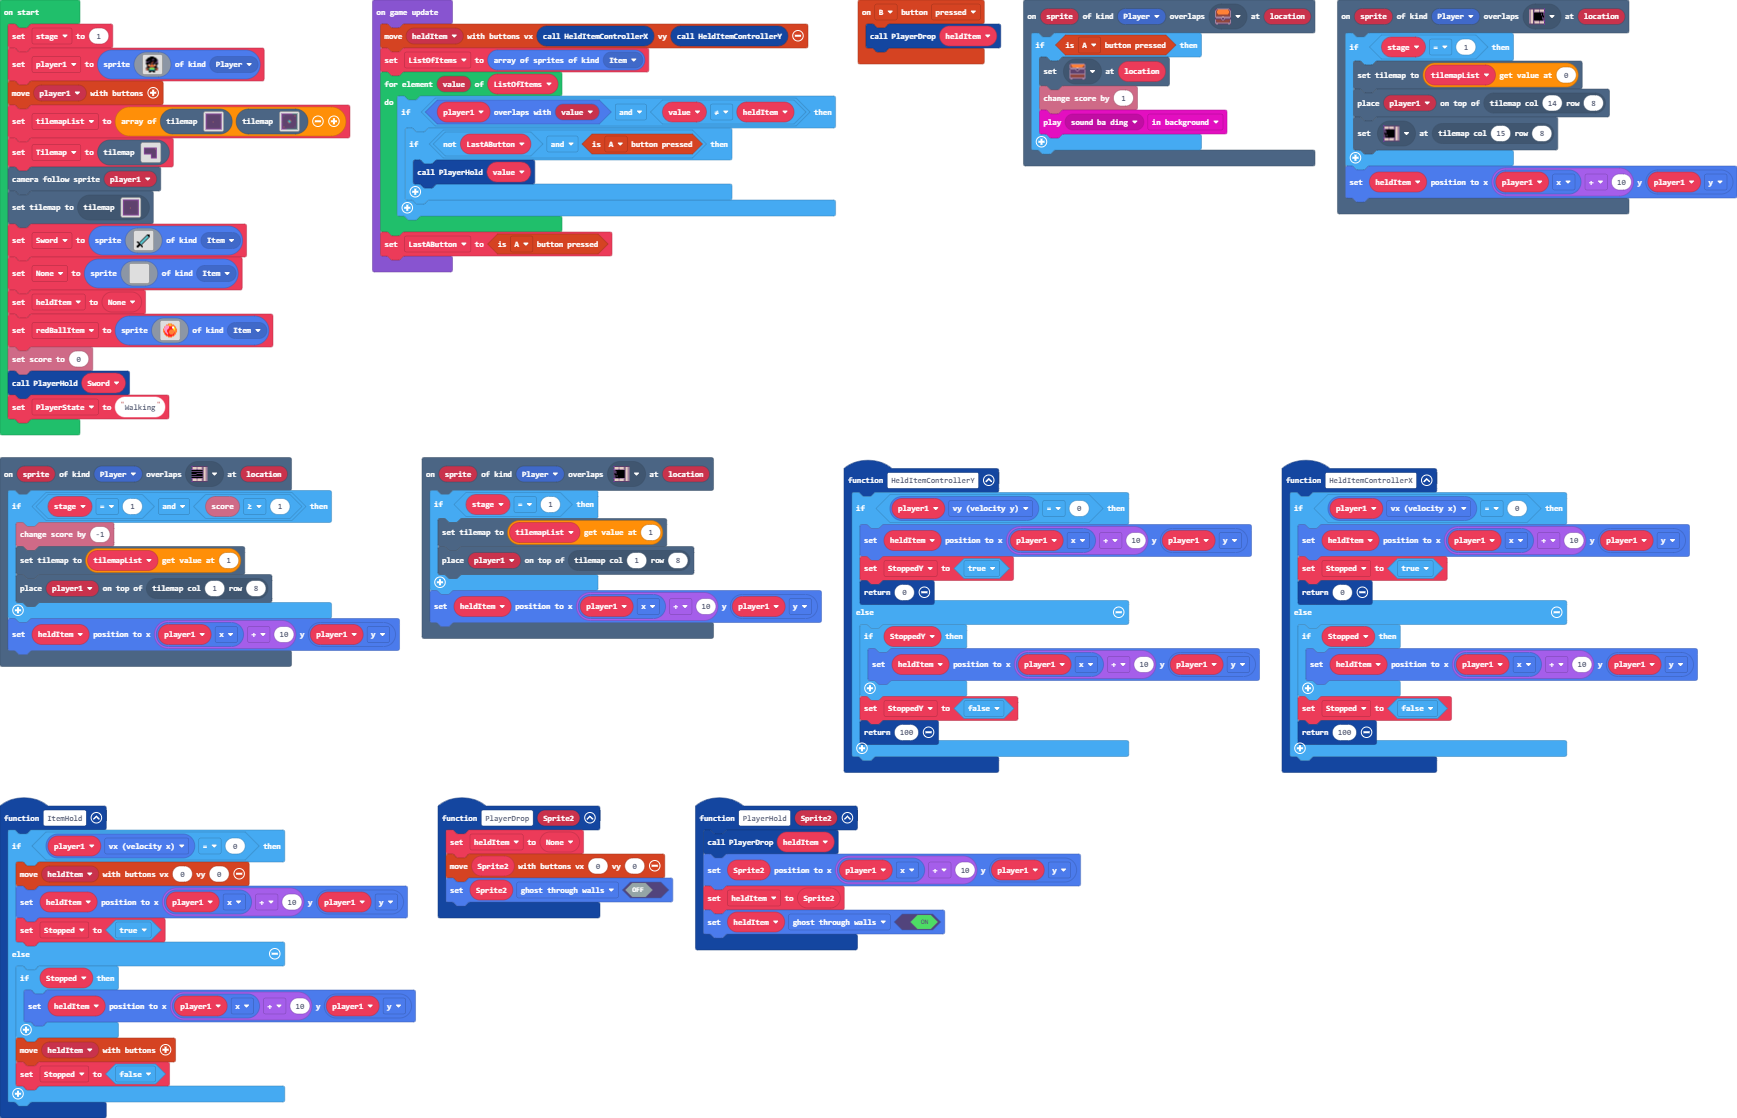 on start
set stage to 1
set player1 to sprite of kind Player
move player1 with buttons
set tilemapList to array of tilemap tilemap
set Tilemap to tilemap
camera follow sprite player1
set tilemap to tilemap
set Sword to sprite of kind Item
set None to sprite of kind Item
set heldItem to None
set redBallItem to sprite of kind Item
set score to 0
call PlayerHold Sword
set PlayerState to "Walking"
on game update
move heldItem with buttons vx call HeldItemControllerX vy call HeldItemControllerY
set ListOfItems to array of sprites of kind Item
for element value of ListOfItems
do if player1 overlaps with value and value ≠ heldItem then
if not LastAButton and is A button pressed then
call PlayerHold value
set LastAButton to is A button pressed
on B button pressed
call PlayerDrop heldItem
on sprite of kind Player overlaps at location
if is A button pressed then
set at location
change score by 1
play sound ba ding in background
on sprite of kind Player overlaps at location
if stage = 1 then
set tilemap to tilemapList get value at 0
place player1 on top of tilemap col 14 row 8
set at tilemap col 15 row 8
set heldItem position to x player1 x + 10 y player1 y
on sprite of kind Player overlaps at location
if stage = 1 and score ≥ 1 then
change score by -1
set tilemap to tilemapList get value at 1
place player1 on top of tilemap col 1 row 8
set heldItem position to x player1 x + 10 y player1 y
on sprite of kind Player overlaps at location
if stage = 1 then
set tilemap to tilemapList get value at 1
place player1 on top of tilemap col 1 row 8
set heldItem position to x player1 x + 10 y player1 y
function HeldItemControllerY
if player1 vy (velocity y) = 0 then
set heldItem position to x player1 x + 10 y player1 y
set StoppedY to true
return 0
else
if StoppedY then
set heldItem position to x player1 x + 10 y player1 y
set StoppedY to false
return 100
function HeldItemControllerX
if player1 vx (velocity x) = 0 then
set heldItem position to x player1 x + 10 y player1 y
set Stopped to true
return 0
else
if Stopped then
set heldItem position to x player1 x + 10 y player1 y
set Stopped to false
return 100
function ItemHold
if player1 vx (velocity x) = 0 then
move heldItem with buttons vx 0 vy 0
set heldItem position to x player1 x + 10 y player1 y
set Stopped to true
else
if Stopped then
set heldItem position to x player1 x + 10 y player1 y
move heldItem with buttons
set Stopped to false
function PlayerDrop Sprite2
set heldItem to None
move Sprite2 with buttons vx 0 vy 0
set Sprite2 ghost through walls OFF
function PlayerHold Sprite2
call PlayerDrop heldItem
set Sprite2 position to x player1 x + 10 y player1 y
set heldItem to Sprite2
set heldItem ghost through walls ON